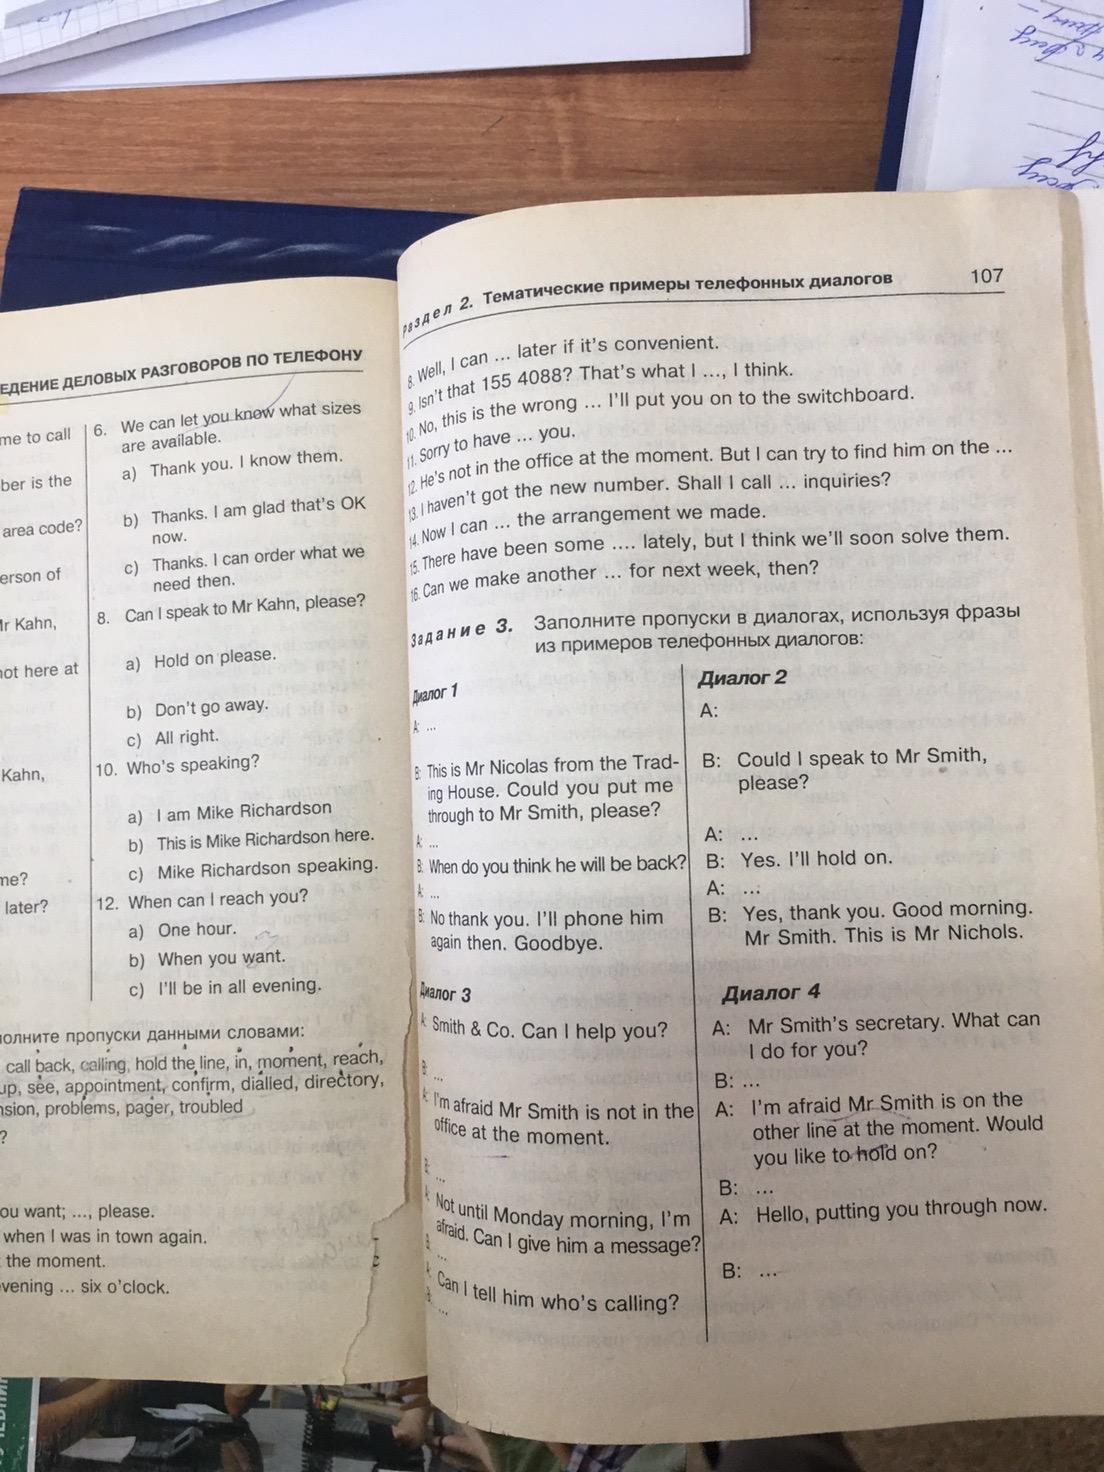 ЕДЕНИЕ ДЕЛОВЫХ РАЗГОВОРОВ ПО ТЕЛЕФОНУ
me to call
ber is the
area code?
erson of
Mr Kahn,
not here at
Kahn,
me?
later?
6. We can let you know what sizes
are available.
a) Thank you. I know them.
b) Thanks. I am glad that's OK
now.
c) Thanks. I can order what we
need then.
8. Can I speak to Mr Kahn, please?
a) Hold on please.
b) Don't go away.
c) All right.
10. Who's speaking?
a) I am Mike Richardson
b) This is Mike Richardson here.
c) Mike Richardson speaking.
12. When can I reach you?
a) One hour.
b) When you want.
c) I'll be in all evening.
полните пропуски данными словами:
call back, calling, hold the line, in, moment, reach,
up, see, appointment, confirm, dialled, directory,
nsion, problems, pager, troubled
?
ou want; ..., please.
when I was in town again.
the moment.
vening ... six o'clock.
Раздел 2. Тематические примеры телефонных диалогов 107
8. Well, I can ... later if it's convenient.
9. Isn't that 155 4088? That's what I ..., I think.
10. No, this is the wrong ... I'll put you on to the switchboard.
11. Sorry to have ... you.
12. He's not in the office at the moment. But I can try to find him on the ...
13. I haven't got the new number. Shall I call ... inquiries?
14. Now I can ... the arrangement we made.
15. There have been some .... lately, but I think we'll soon solve them.
16. Can we make another ... for next week, then?
Задание 3. Заполните пропуски в диалогах, используя фразы
из примеров телефонных диалогов:
Диалог 1
A: ...
B: This is Mr Nicolas from the Trad-
ing House. Could you put me
through to Mr Smith, please?
A: ...
B: When do you think he will be back?
A: ...
B: No thank you. I'll phone him
again then. Goodbye.
Диалог 2
A:
B: Could I speak to Mr Smith,
please?
A: ...
B: Yes. I'll hold on.
A: ...
B: Yes, thank you. Good morning.
Mr Smith. This is Mr Nichols.
Диалог 3
A: Smith & Co. Can I help you?
B: ...
A: I'm afraid Mr Smith is not in the
office at the moment.
B: ...
A: Not until Monday morning, I'm
afraid. Can I give him a message?
B: ...
A: Can I tell him who's calling?
B: ...
Диалог 4
A: Mr Smith's secretary. What can
I do for you?
B: ...
A: I'm afraid Mr Smith is on the
other line at the moment. Would
you like to hold on?
B: ...
A: Hello, putting you through now.
B: ...